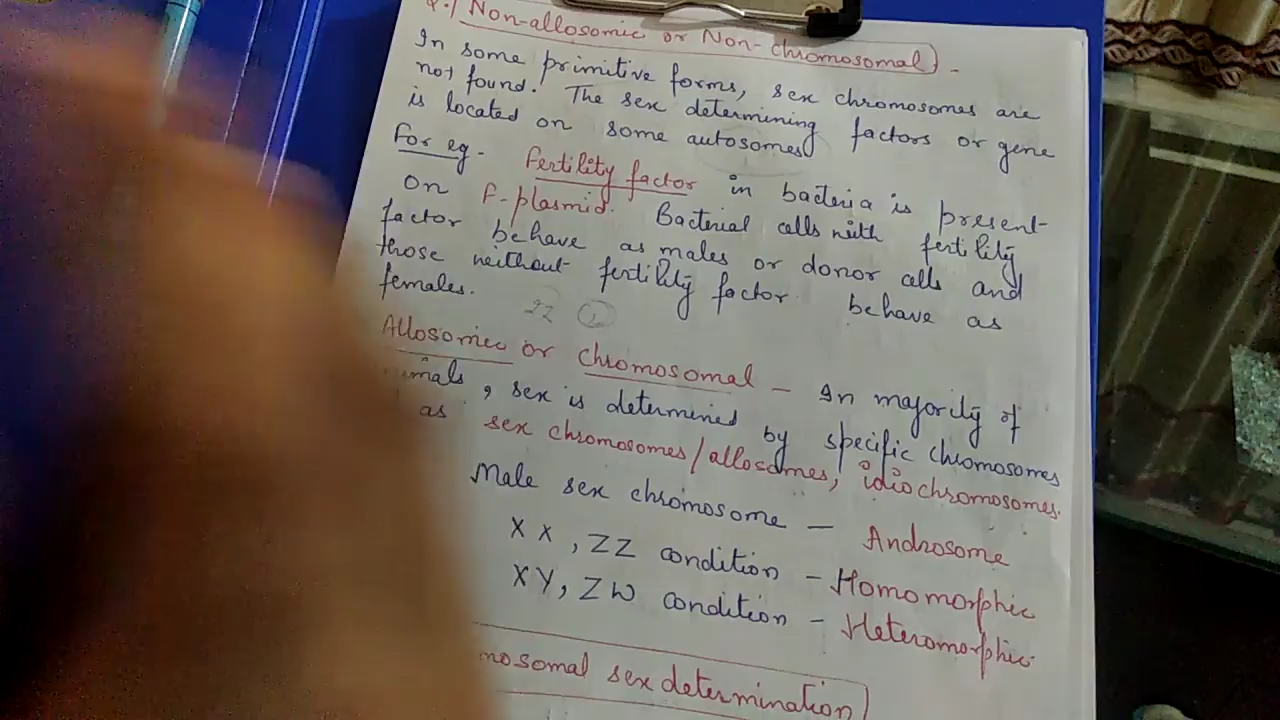 Q.1 Non-allosomic or Non-chromosomal) -
In some primitive forms, sex chromosomes are
not found. The sex determining factors or gene
is located on some autosomes
For eg - Fertility factor in bacteria is present
on F-plasmid. Bacterial cells with fertility
factor behave as males or donor cells and
those without fertility factor behave as
females.
Allosomic or Chromosomal - In majority of
imals, sex is determined by specific chromosomes
as sex chromosomes/allosomes, idiochromosomes.
Male sex chromosome - Androsome
XX, ZZ condition - Homomorphic
XY, ZW condition - Heteromorphic
mosomal sex determination